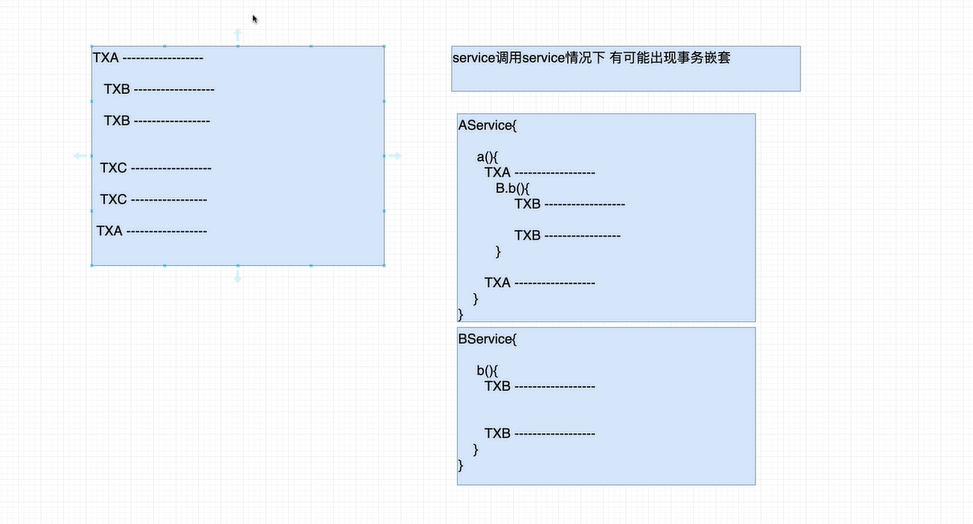 TXA ------------------
TXB ------------------
TXB -----------------
TXC ------------------
TXC -----------------
TXA ------------------
service调用service情况下 有可能出现事务嵌套
AService{
a(){
TXA ------------------
B.b(){
TXB ------------------
TXB -----------------
}
TXA ------------------
}
}
BService{
b(){
TXB ------------------
TXB ------------------
}
}